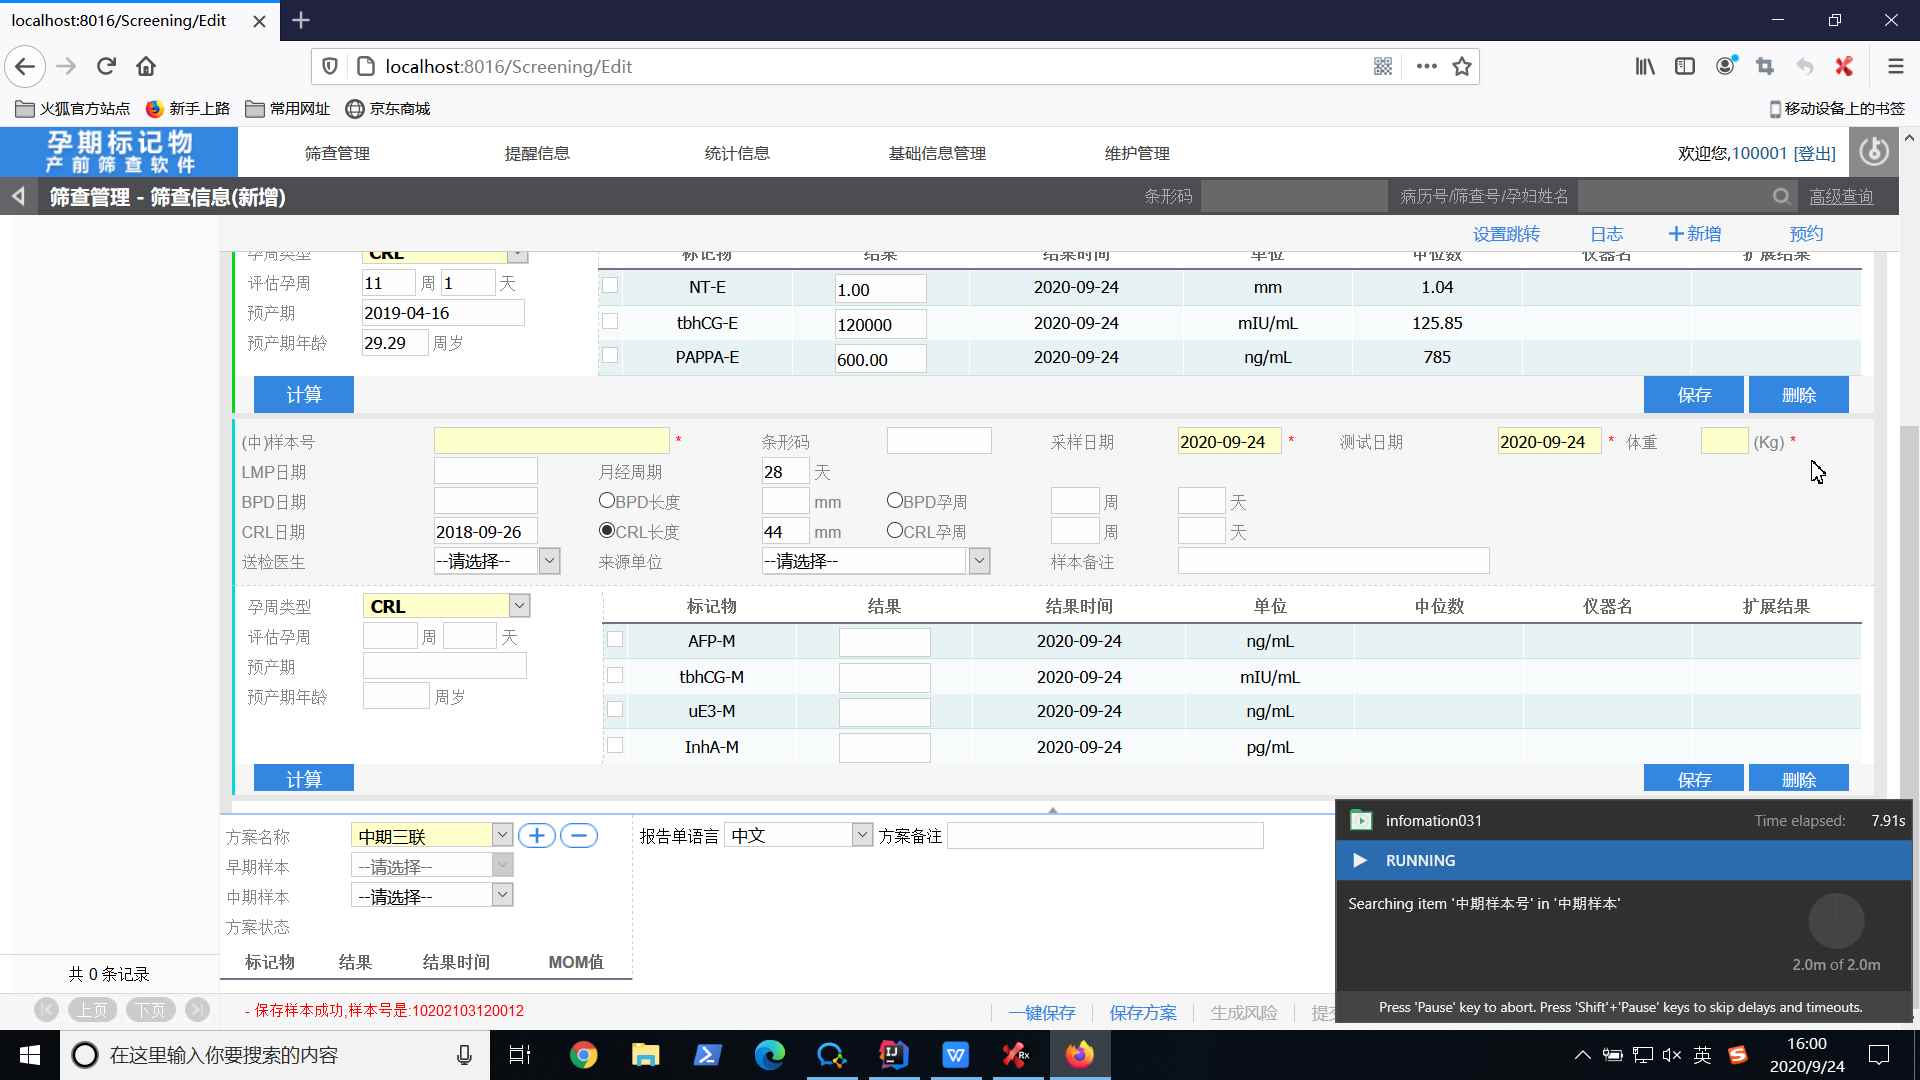 localhost:8016/Screening/Edit
localhost:8016/Screening/Edit
火狐官方站点 新手上路 常用网址 京东商城 移动设备上的书签
孕期标记物
产前筛查软件
筛查管理 提醒信息 统计信息 基础信息管理 维护管理 欢迎您,100001 [登出]
筛查管理 - 筛查信息(新增) 条形码 病历号/筛查号/孕妇姓名 高级查询
设置跳转 日志 +新增 预约
孕周类型 CRL 标记物 结果 结果时间 单位 中位数 仪器名 扩展结果
评估孕周 11 周 1 天 NT-E 1.00 2020-09-24 mm 1.04
预产期 2019-04-16 tbhCG-E 120000 2020-09-24 mIU/mL 125.85
预产期年龄 29.29 周岁 PAPPA-E 600.00 2020-09-24 ng/mL 785
计算 保存 删除
(中)样本号 * 条形码 采样日期 2020-09-24 * 测试日期 2020-09-24 * 体重 (Kg) *
LMP日期 月经周期 28 天
BPD日期 BPD长度 mm BPD孕周 周 天
CRL日期 2018-09-26 CRL长度 44 mm CRL孕周 周 天
送检医生 --请选择-- 来源单位 --请选择-- 样本备注
孕周类型 CRL 标记物 结果 结果时间 单位 中位数 仪器名 扩展结果
评估孕周 周 天 AFP-M 2020-09-24 ng/mL
预产期 tbhCG-M 2020-09-24 mIU/mL
预产期年龄 周岁 uE3-M 2020-09-24 ng/mL
InhA-M 2020-09-24 pg/mL
计算 保存 删除
方案名称 中期三联 报告单语言 中文 方案备注
早期样本 --请选择--
中期样本 --请选择--
方案状态
标记物 结果 结果时间 MOM值
共 0 条记录
上页 下页
- 保存样本成功,样本号是:10202103120012
一键保存 保存方案 生成风险 提交
infomation031 Time elapsed: 7.91s
RUNNING
Searching item '中期样本号' in '中期样本'
2.0m of 2.0m
Press 'Pause' key to abort. Press 'Shift'+'Pause' keys to skip delays and timeouts.
在这里输入你要搜索的内容
英
16:00
2020/9/24